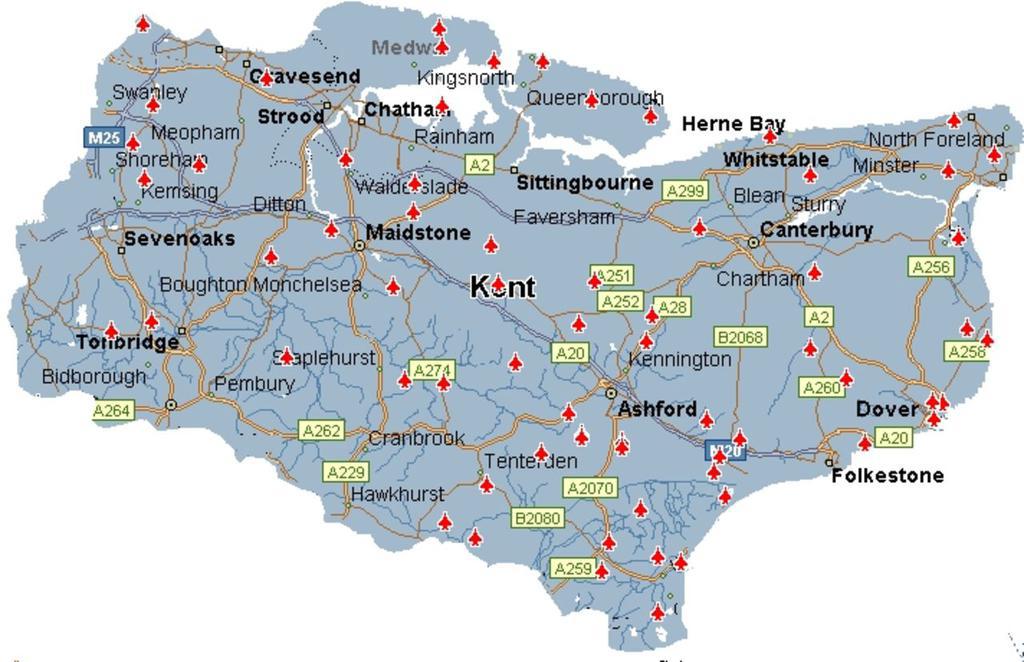 Medw
Gravesend
Kingsnorth
Swanley
Queenborough
Strood
Chatham
Herne Bay
M25
Meopham
Rainham
North Foreland
Shoreham
A2
Whitstable
Minster
Kemsing
Walderslade
Sittingbourne
A299
Blean
Sturry
Ditton
Faversham
Sevenoaks
Maidstone
Canterbury
A256
Boughton Monchelsea
Kent
A251
Chartham
A252
A28
A2
Tonbridge
B2068
Staplehurst
A20
Kennington
A258
Bidborough
Pembury
A274
A260
A264
Ashford
Dover
A262
Cranbrook
A20
M20
A229
Tenterden
Folkestone
Hawkhurst
A2070
B2080
A259